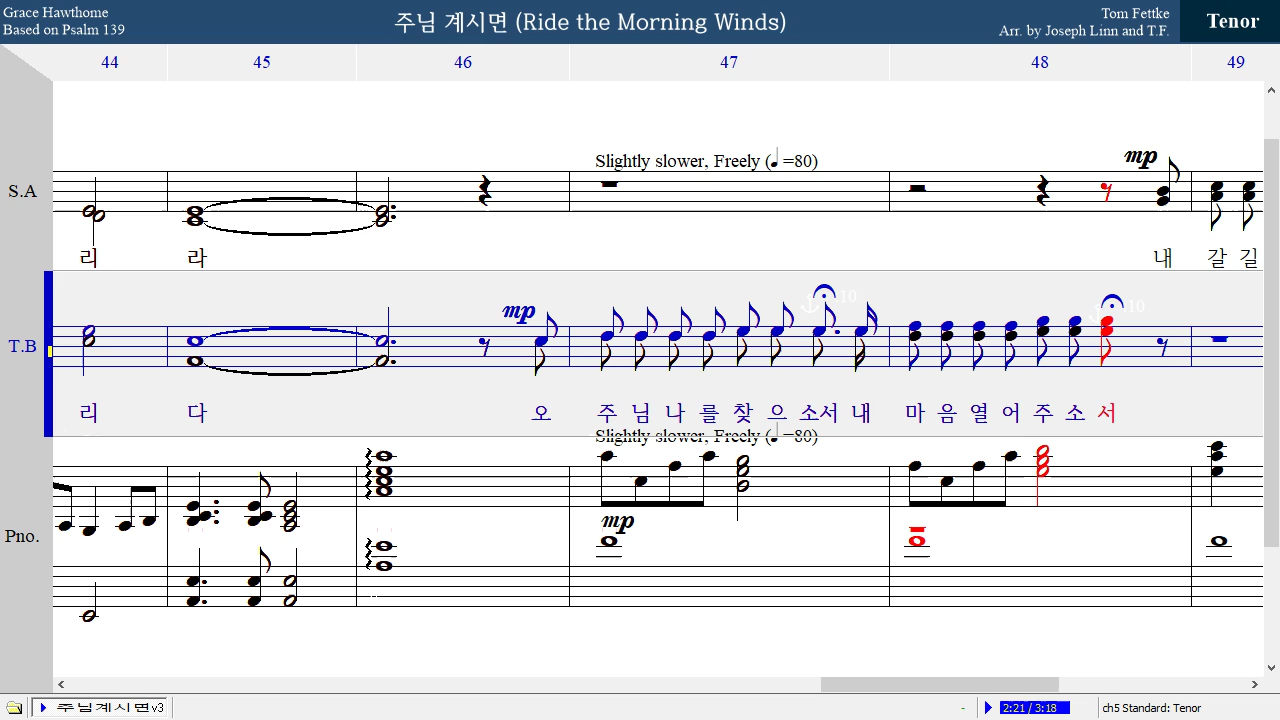 Grace Hawthorne
Based on Psalm 139
주님 계시면 (Ride the Morning Winds)
Tom Fettke
Arr. by Joseph Linn and T.F.
Tenor
44 45 46 47 48 49
Slightly slower, Freely (♩=80)
mp
S.A
리 라 내 갈 길
mp
10 10
T.B
리 다 오 주 님 나 를 찾 으 소서 내 마 음 열 어 주 소 서
Slightly slower, Freely (♩=80)
mp
Pno.
주님계시면v3
- 2:21 / 3:18 ch5 Standard: Tenor